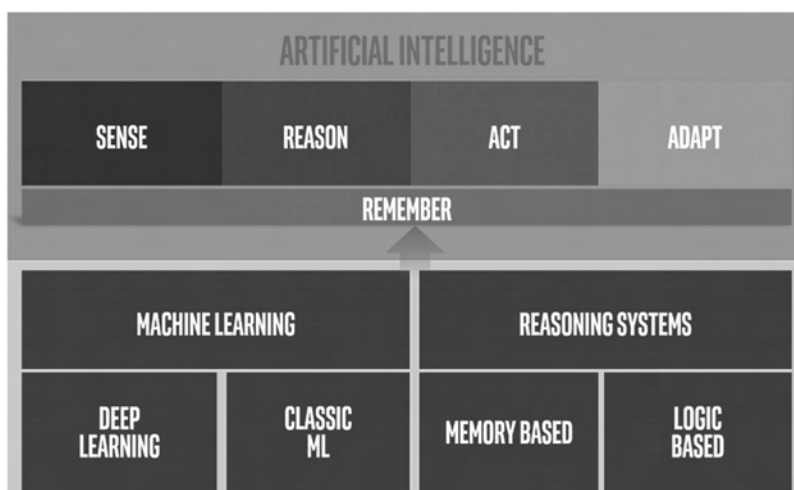 ARTIFICIAL INTELLIGENCE
SENSE
REASON
ACT
ADAPT
REMEMBER
MACHINE LEARNING
REASONING SYSTEMS
DEEP
LEARNING
CLASSIC
ML
MEMORY BASED
LOGIC
BASED